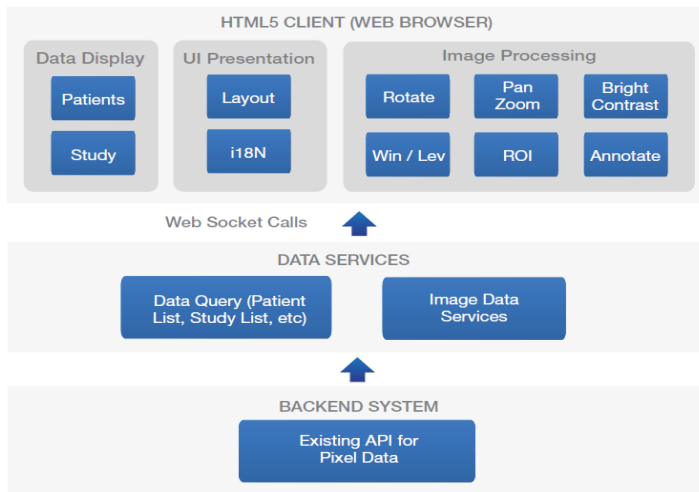 HTML5 CLIENT (WEB BROWSER)
Data Display
Patients
Study
UI Presentation
Layout
i18N
Image Processing
Rotate
Pan
Zoom
Bright
Contrast
Win / Lev
ROI
Annotate
Web Socket Calls
DATA SERVICES
Data Query (Patient
List, Study List, etc)
Image Data
Services
BACKEND SYSTEM
Existing API for
Pixel Data